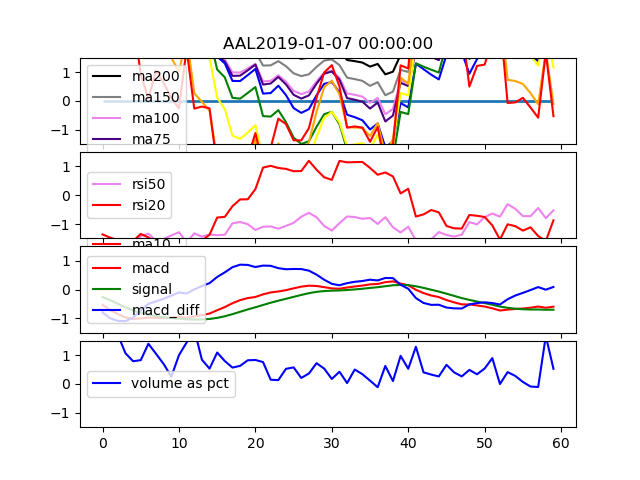 AAL2019-01-07 00:00:00
1
0
−1
ma200
ma150
ma100
ma75
1
0
−1
rsi50
rsi20
ma10
1
0
−1
macd
signal
macd_diff
1
0
−1
volume as pct
0 10 20 30 40 50 60